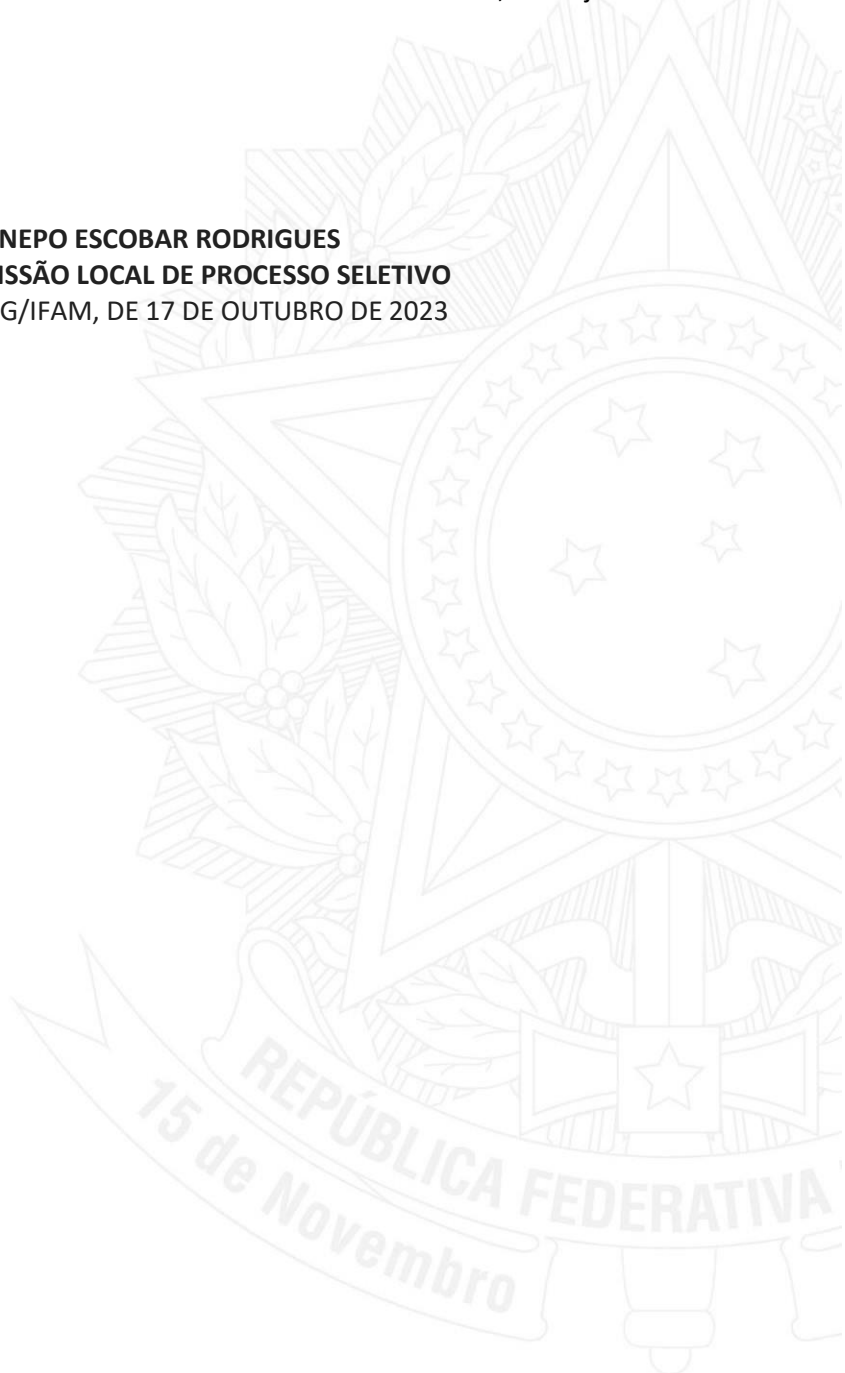 NEPO ESCOBAR RODRIGUES
ISSÃO LOCAL DE PROCESSO SELETIVO
G/IFAM, DE 17 DE OUTUBRO DE 2023
REPÚBLICA FEDERATIVA
15 de Novembro